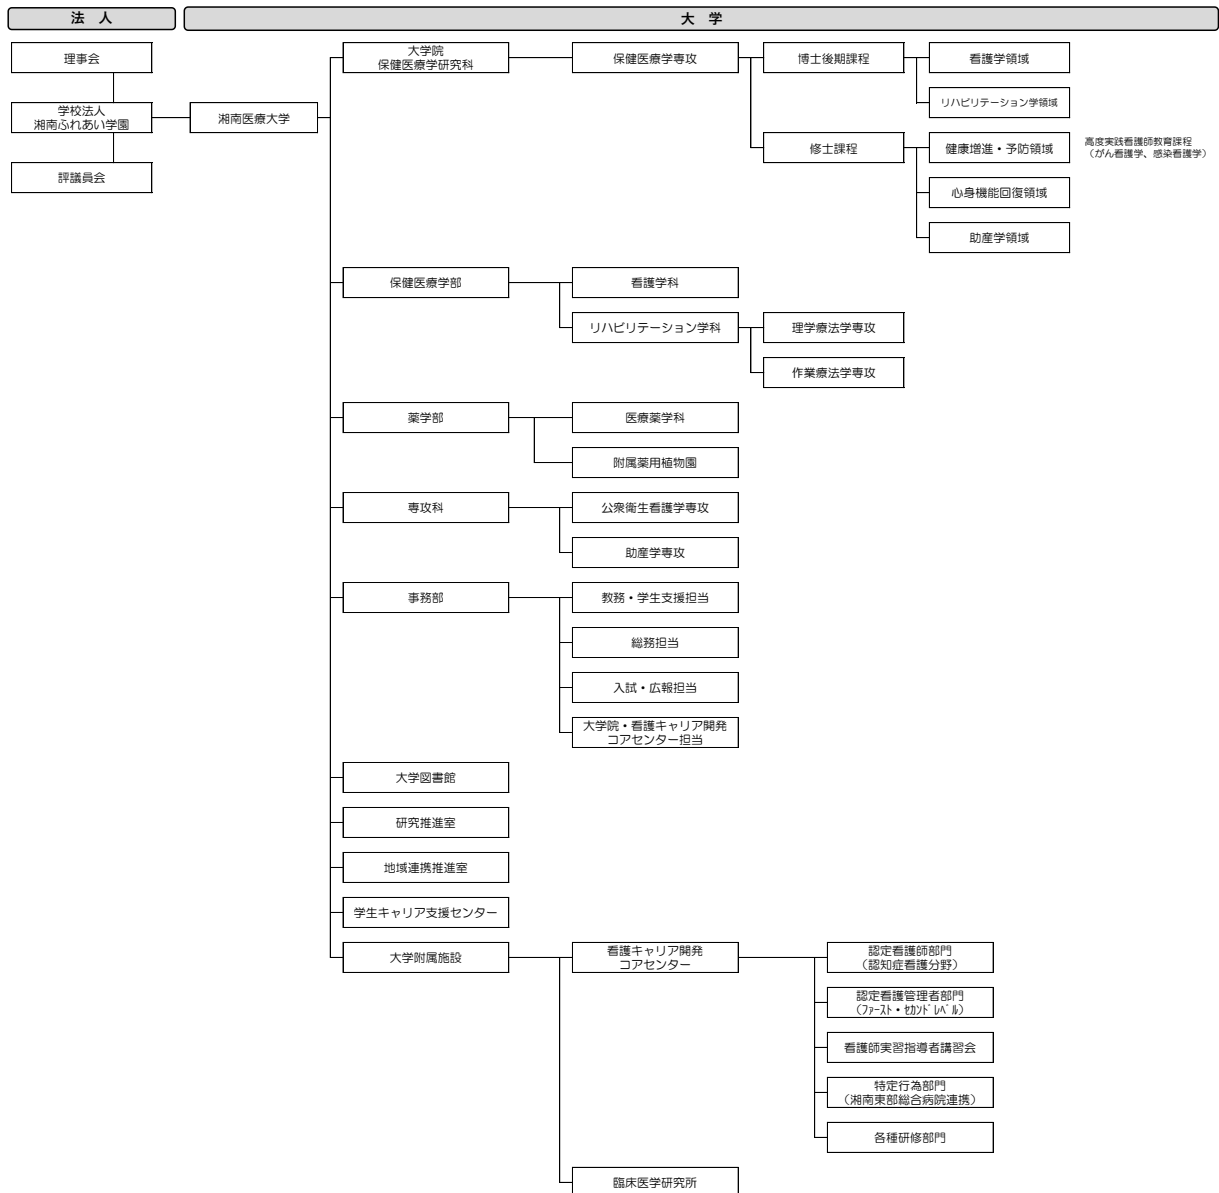 法　人
大　学
理事会
学校法人
湘南ふれあい学園
評議員会
湘南医療大学
大学院
保健医療学研究科
保健医療学専攻
博士後期課程
看護学領域
リハビリテーション学領域
修士課程
健康増進・予防領域
高度実践看護師教育課程
（がん看護学、感染看護学）
心身機能回復領域
助産学領域
保健医療学部
看護学科
リハビリテーション学科
理学療法学専攻
作業療法学専攻
薬学部
医療薬学科
附属薬用植物園
専攻科
公衆衛生看護学専攻
助産学専攻
事務部
教務・学生支援担当
総務担当
入試・広報担当
大学院・看護キャリア開発
コアセンター担当
大学図書館
研究推進室
地域連携推進室
学生キャリア支援センター
大学附属施設
看護キャリア開発
コアセンター
認定看護師部門
（認知症看護分野）
認定看護管理者部門
（ﾌｧｰｽﾄ・ｾｶﾝﾄﾞﾚﾍﾞﾙ）
看護師実習指導者講習会
特定行為部門
（湘南東部総合病院連携）
各種研修部門
臨床医学研究所